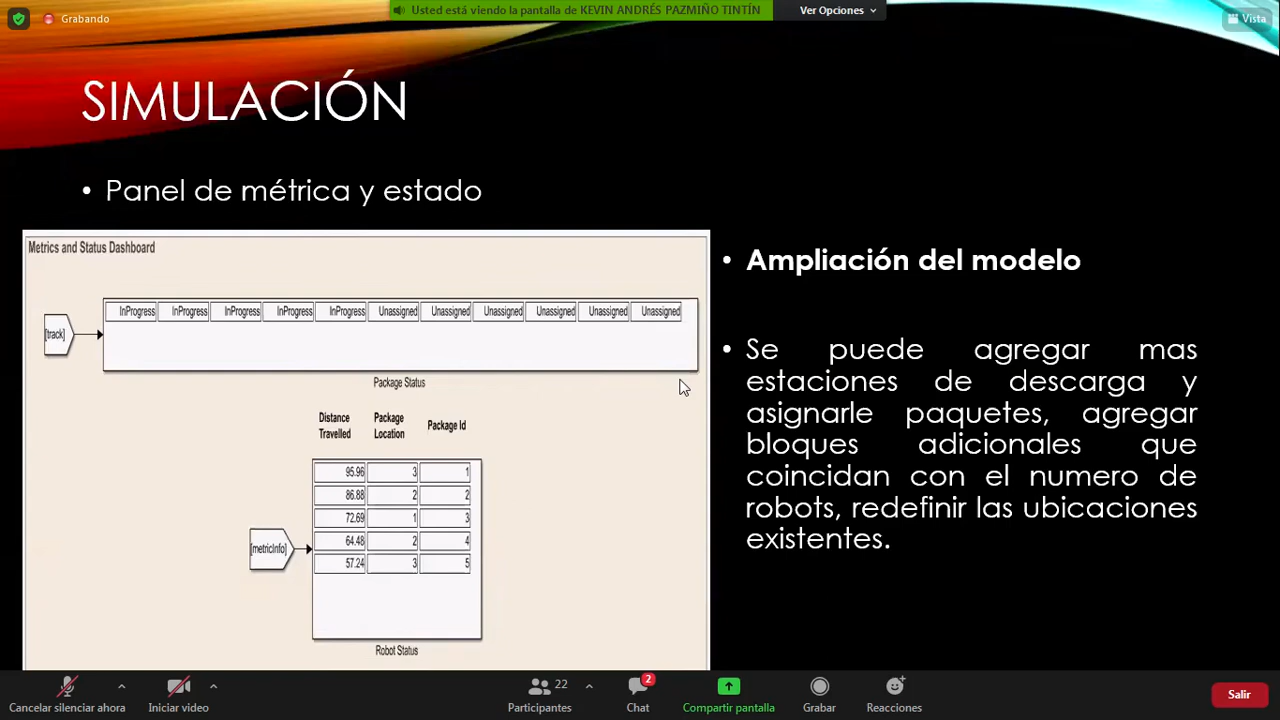 Grabando
Usted está viendo la pantalla de KEVIN ANDRÉS PAZMIÑO TINTÍN
Ver Opciones
Vista
SIMULACIÓN
• Panel de métrica y estado
Metrics and Status Dashboard
[track]
InProgress InProgress InProgress InProgress InProgress Unassigned Unassigned Unassigned Unassigned Unassigned Unassigned
Package Status
Distance Package Package Id
Travelled Location
95.96 3 1
86.88 2 2
72.69 1 3
64.48 2 4
57.24 3 5
[metricInfo]
Robot Status
• Ampliación del modelo
• Se puede agregar mas
estaciones de descarga y
asignarle paquetes, agregar
bloques adicionales que
coincidan con el numero de
robots, redefinir las ubicaciones
existentes.
Cancelar silenciar ahora
Iniciar video
22
Participantes
2
Chat
Compartir pantalla
Grabar
Reacciones
Salir